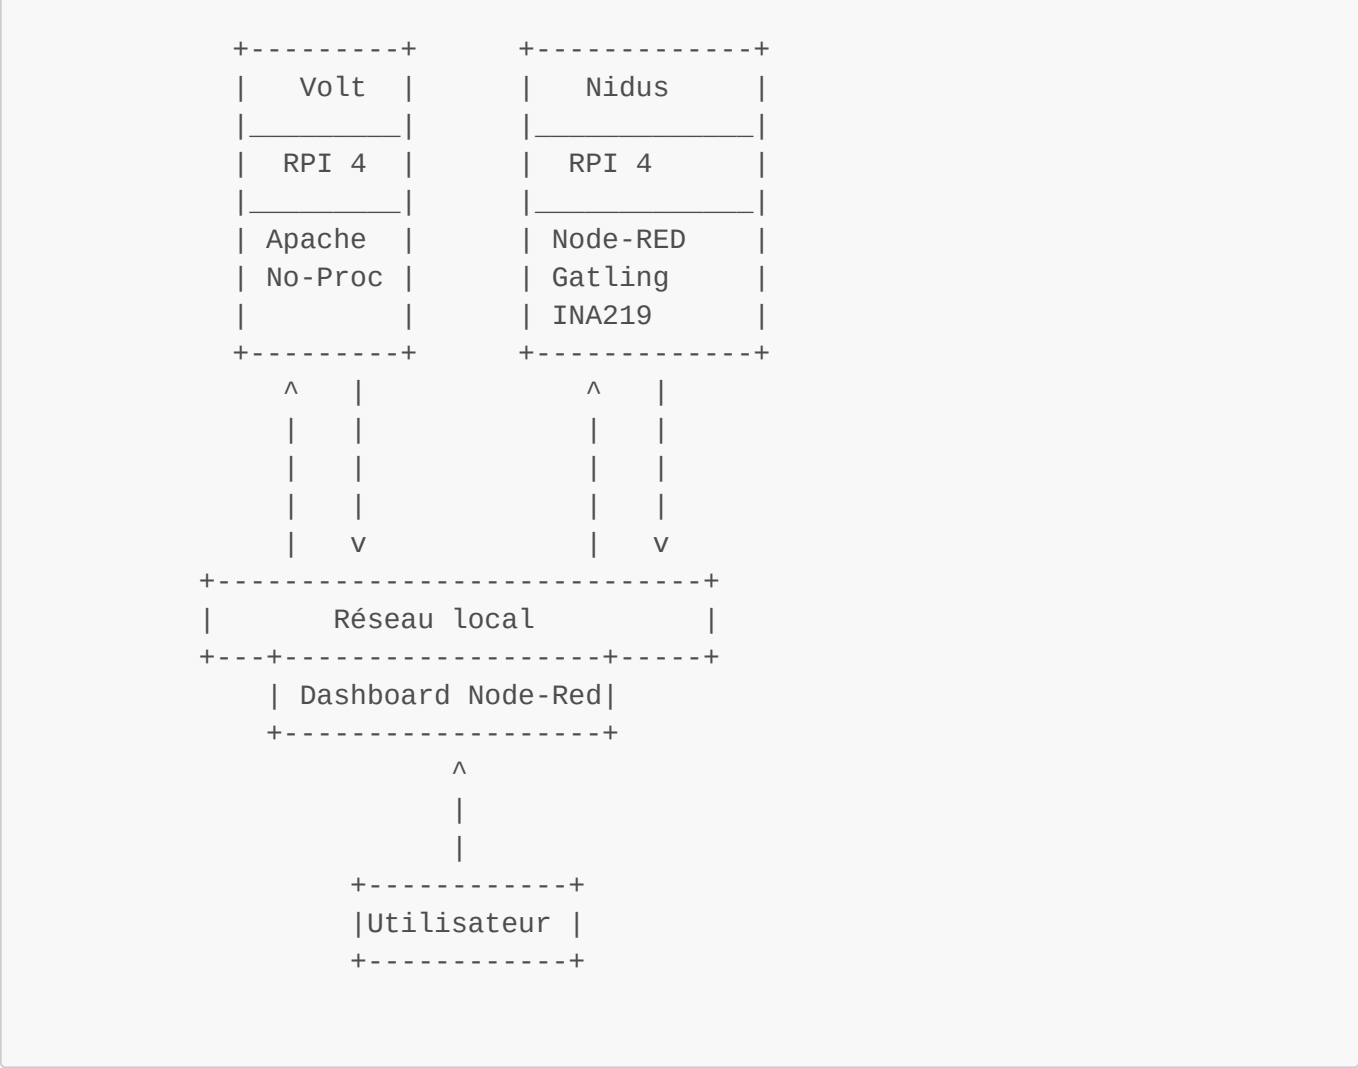 Volt Nidus
RPI 4 RPI 4
Apache Node-RED
No-Proc Gatling
INA219
Réseau local
Dashboard Node-Red
Utilisateur